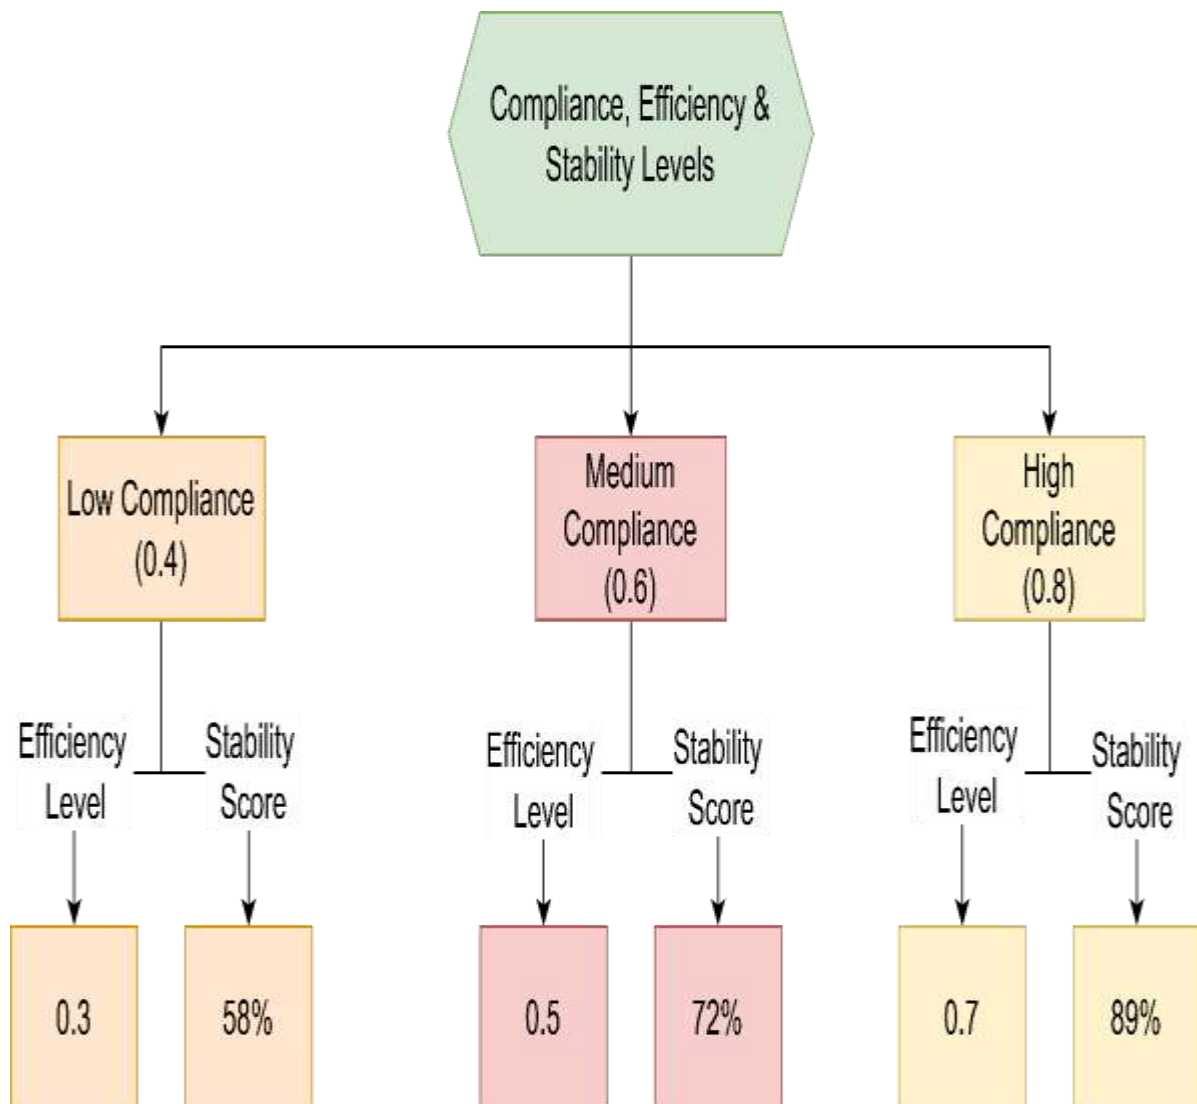 Compliance, Efficiency &
Stability Levels
Low Compliance
(0.4)
Medium
Compliance
(0.6)
High
Compliance
(0.8)
Efficiency
Level
Stability
Score
Efficiency
Level
Stability
Score
Efficiency
Level
Stability
Score
0.3
58%
0.5
72%
0.7
89%